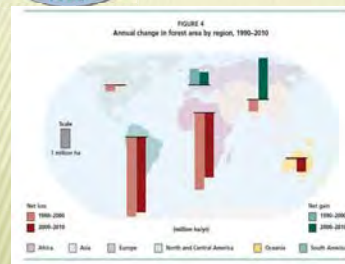 FIGURE 4
Annual change in forest area by region, 1990–2010
Scale
1 million ha
Net loss
1990–2000
2000–2010
(million ha/yr)
Net gain
1990–2000
2000–2010
Africa
Asia
Europe
North and Central America
Oceania
South America